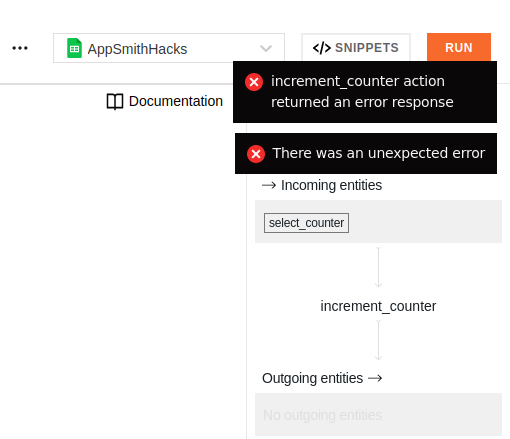 AppSmithHacks
</> SNIPPETS
RUN
increment_counter action
returned an error response
Documentation
There was an unexpected error
→ Incoming entities
select_counter
increment_counter
Outgoing entities →
No outgoing entities